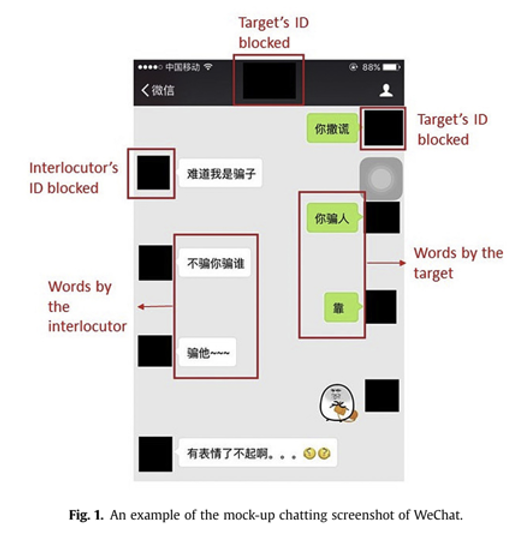 Target's ID
blocked
●●●●○ 中国移动 88%
微信
你撒谎
Target's ID
blocked
Interlocutor's
ID blocked
难道我是骗子
你骗人
不骗你骗谁
Words by the
target
Words by
the
interlocutor
靠
骗他~~~
有表情了不起啊。。。
Fig. 1. An example of the mock-up chatting screenshot of WeChat.